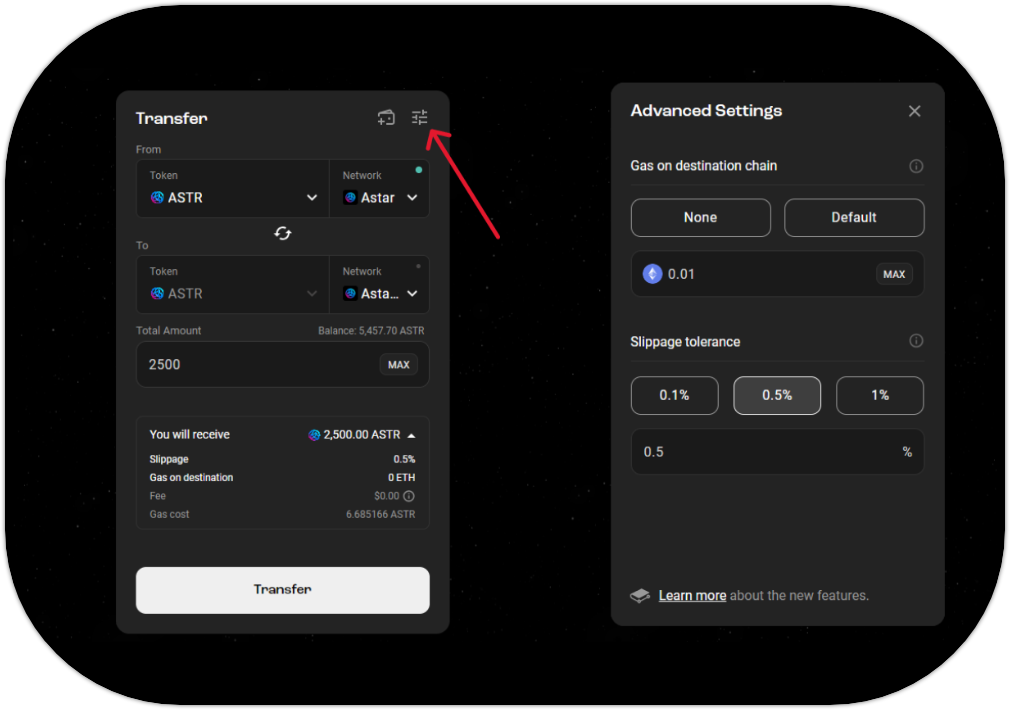 Transfer
From
Token
Network
ASTR
Astar
To
Token
Network
ASTR
Asta...
Total Amount
Balance: 5,457.70 ASTR
2500
MAX
You will receive
2,500.00 ASTR
Slippage
0.5%
Gas on destination
0 ETH
Fee
$0.00
Gas cost
6.685166 ASTR
Transfer
Advanced Settings
Gas on destination chain
None
Default
0.01
MAX
Slippage tolerance
0.1%
0.5%
1%
0.5
%
Learn more about the new features.